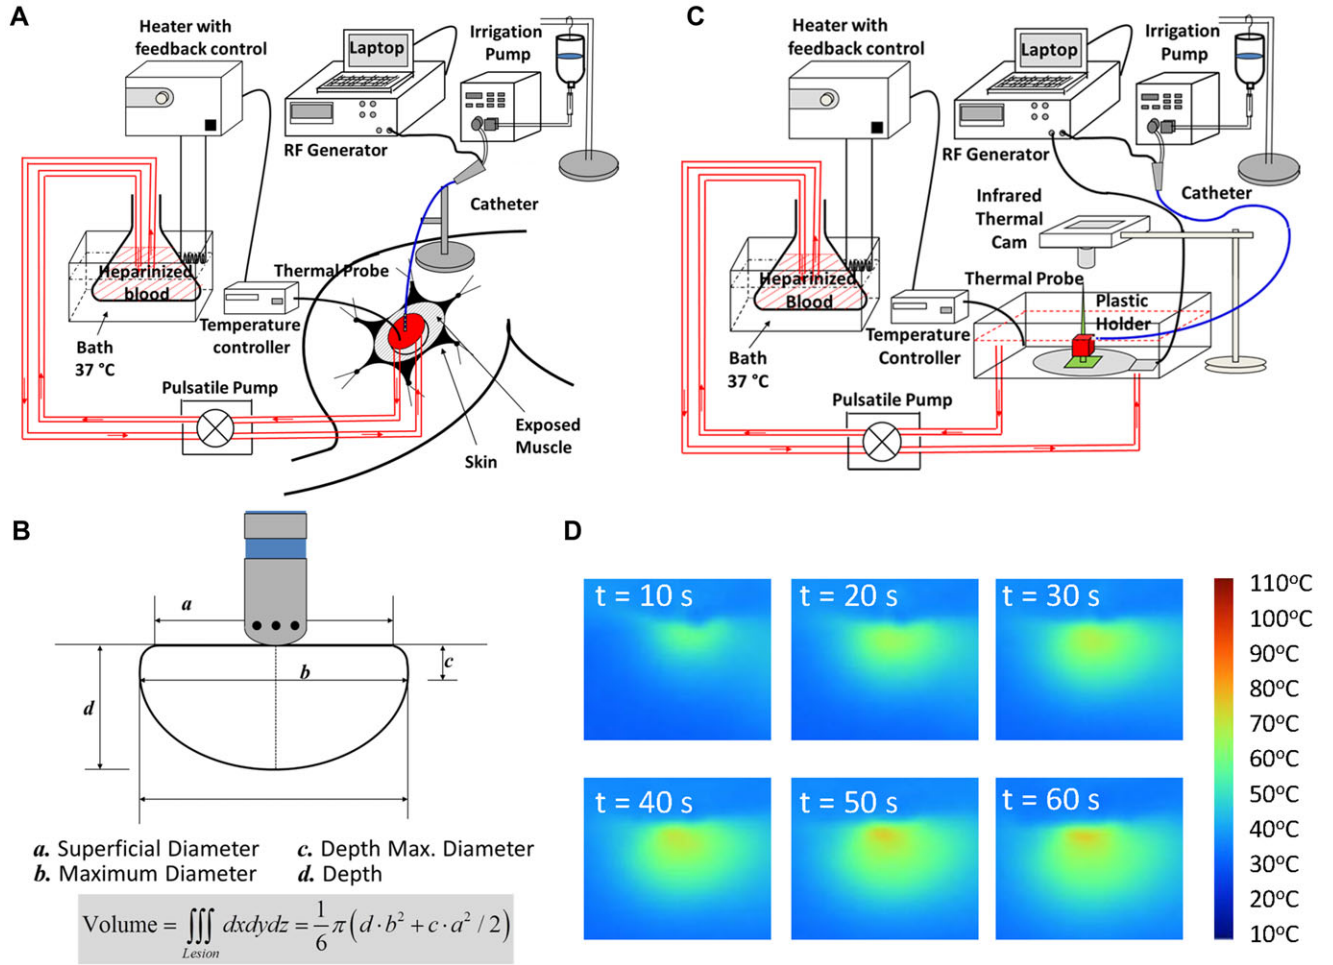 A
Heater with
feedback control
Laptop
Irrigation
Pump
RF Generator
Catheter
Heparinized
blood
Thermal Probe
Bath
37 °C
Temperature
controller
Pulsatile Pump
Exposed
Muscle
Skin
C
Heater with
feedback control
Laptop
Irrigation
Pump
RF Generator
Catheter
Infrared
Thermal
Cam
Heparinized
Blood
Thermal Probe
Plastic
Holder
Bath
37 °C
Temperature
Controller
Pulsatile Pump
B
a
b
c
d
a. Superficial Diameter
c. Depth Max. Diameter
b. Maximum Diameter
d. Depth
Volume = ∭ dxdydz = 1/6 π(d·b² + c·a²/2)
Lesion
D
t = 10 s
t = 20 s
t = 30 s
t = 40 s
t = 50 s
t = 60 s
110°C
100°C
90°C
80°C
70°C
60°C
50°C
40°C
30°C
20°C
10°C